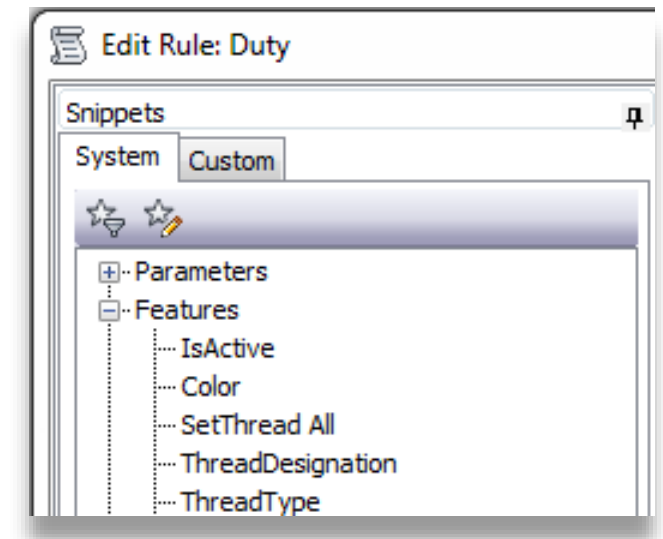 Edit Rule: Duty
Snippets
System Custom
Parameters
Features
IsActive
Color
SetThread All
ThreadDesignation
ThreadType